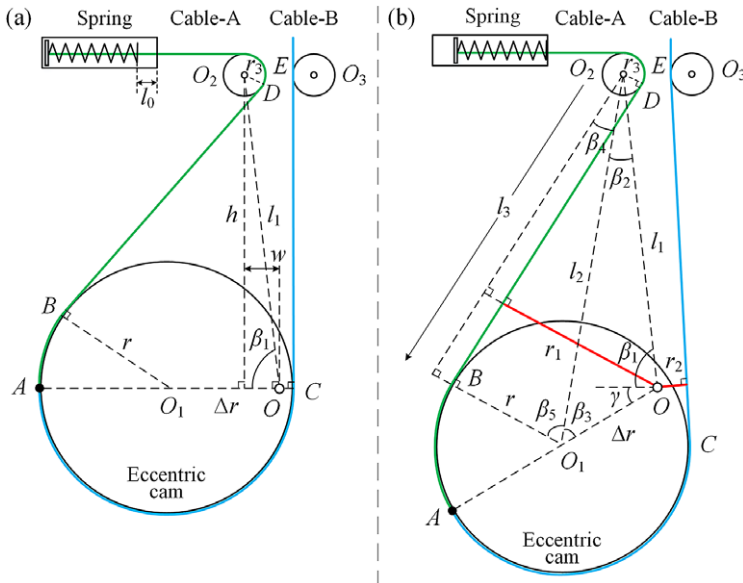 (a)
Spring
Cable-A
Cable-B
l₀
O₂
r₃
D
E
O₃
h
l₁
w
B
r
β₁
A
O₁
Δr
O
C
Eccentric
cam
(b)
Spring
Cable-A
Cable-B
O₂
r₃
D
E
O₃
β₄
β₂
l₃
l₂
l₁
r₁
β₁
r₂
B
r
γ
O
β₅
β₃
Δr
O₁
C
A
Eccentric
cam